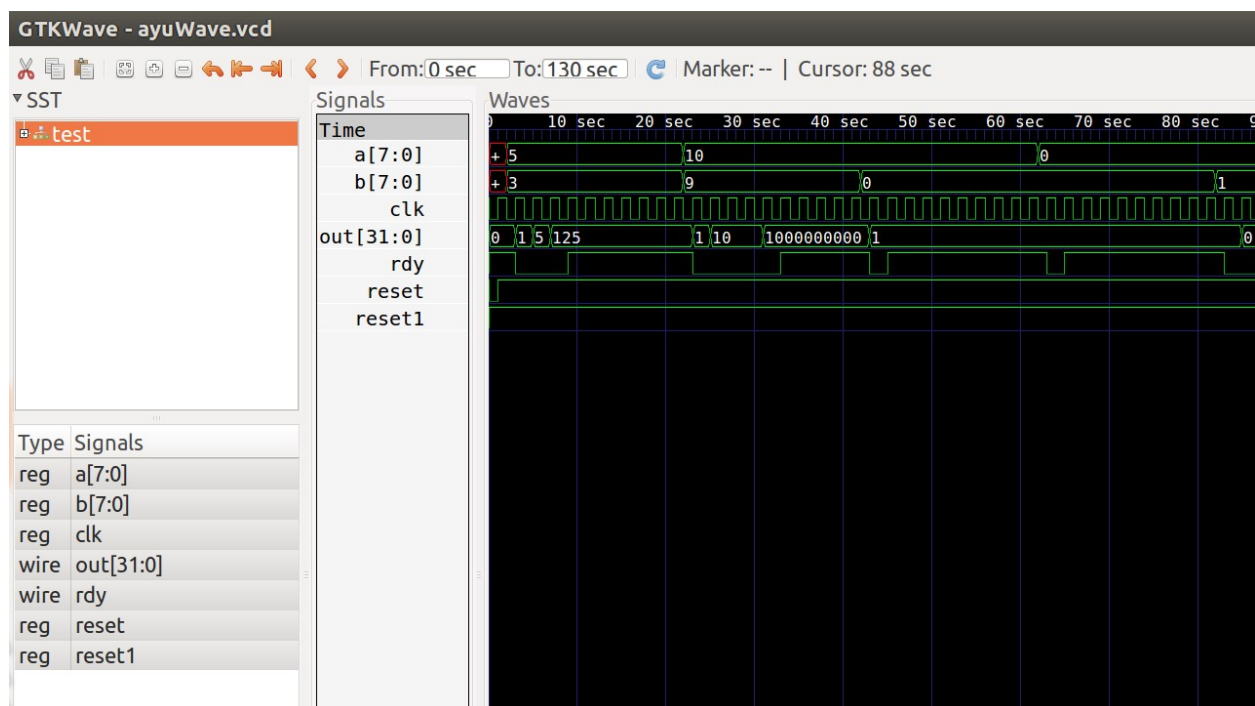 GTKWave - ayuWave.vcd
From: 0 sec To: 130 sec Marker: -- | Cursor: 88 sec
SST
test
Type Signals
reg a[7:0]
reg b[7:0]
reg clk
wire out[31:0]
wire rdy
reg reset
reg reset1
Signals
Time
a[7:0]
b[7:0]
clk
out[31:0]
rdy
reset
reset1
Waves
10 sec 20 sec 30 sec 40 sec 50 sec 60 sec 70 sec 80 sec
+ 5 10 0
+ 3 9 0 1
0 1 5 125 1 10 1000000000 1 0